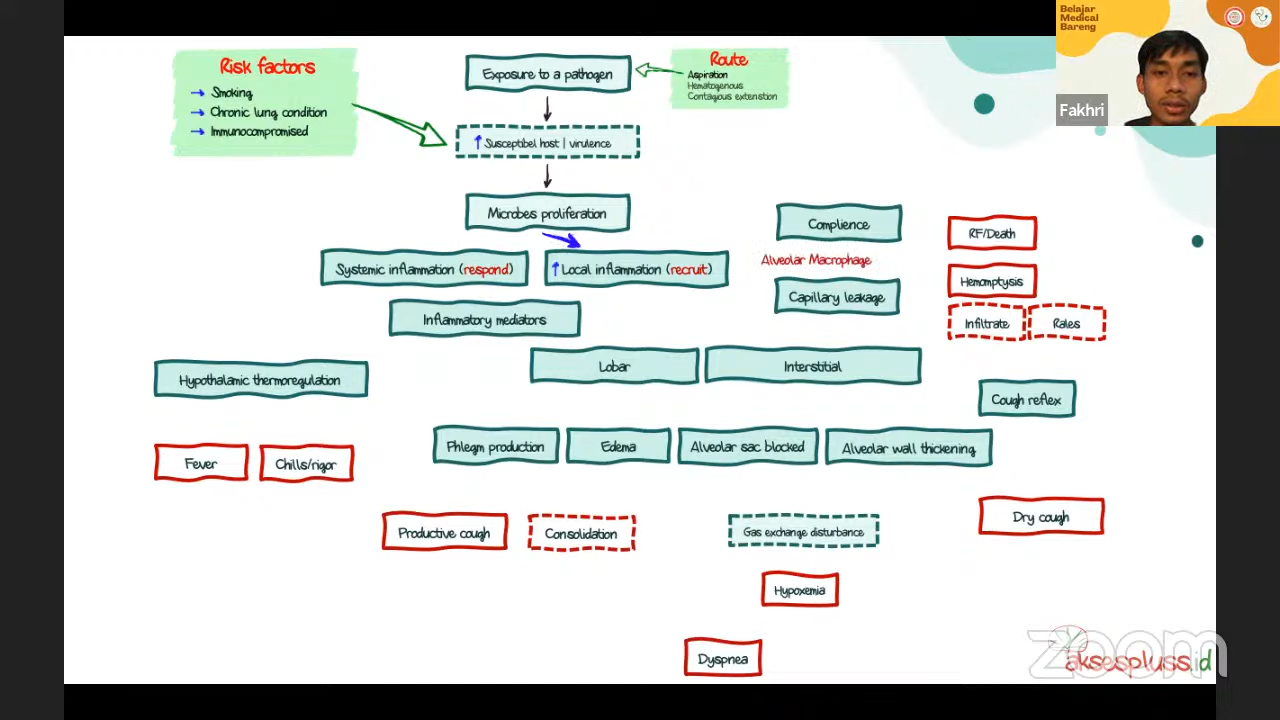 Belajar
Medical
Bareng
Fakhri
Risk factors
→ Smoking
→ Chronic lung condition
→ Immunocompromised
Exposure to a pathogen
Route
Aspiration
Hematogenous
Contagious extenstion
↑ Susceptibel host | virulence
Microbes proliferation
Systemic inflammation (respond)
↑ Local inflammation (recruit)
Complience
Alveolar Macrophage
Capillary leakage
RF/Death
Hemomptysis
Infiltrate
Rales
Inflammatory mediators
Lobar
Interstitial
Hypothalamic thermoregulation
Cough reflex
Fever
Chills/rigor
Phlegm production
Edema
Alveolar sac blocked
Alveolar wall thickening
Productive cough
Consolidation
Gas exchange disturbance
Dry cough
Hypoxemia
Dyspnea
zoom
aksespluss.id